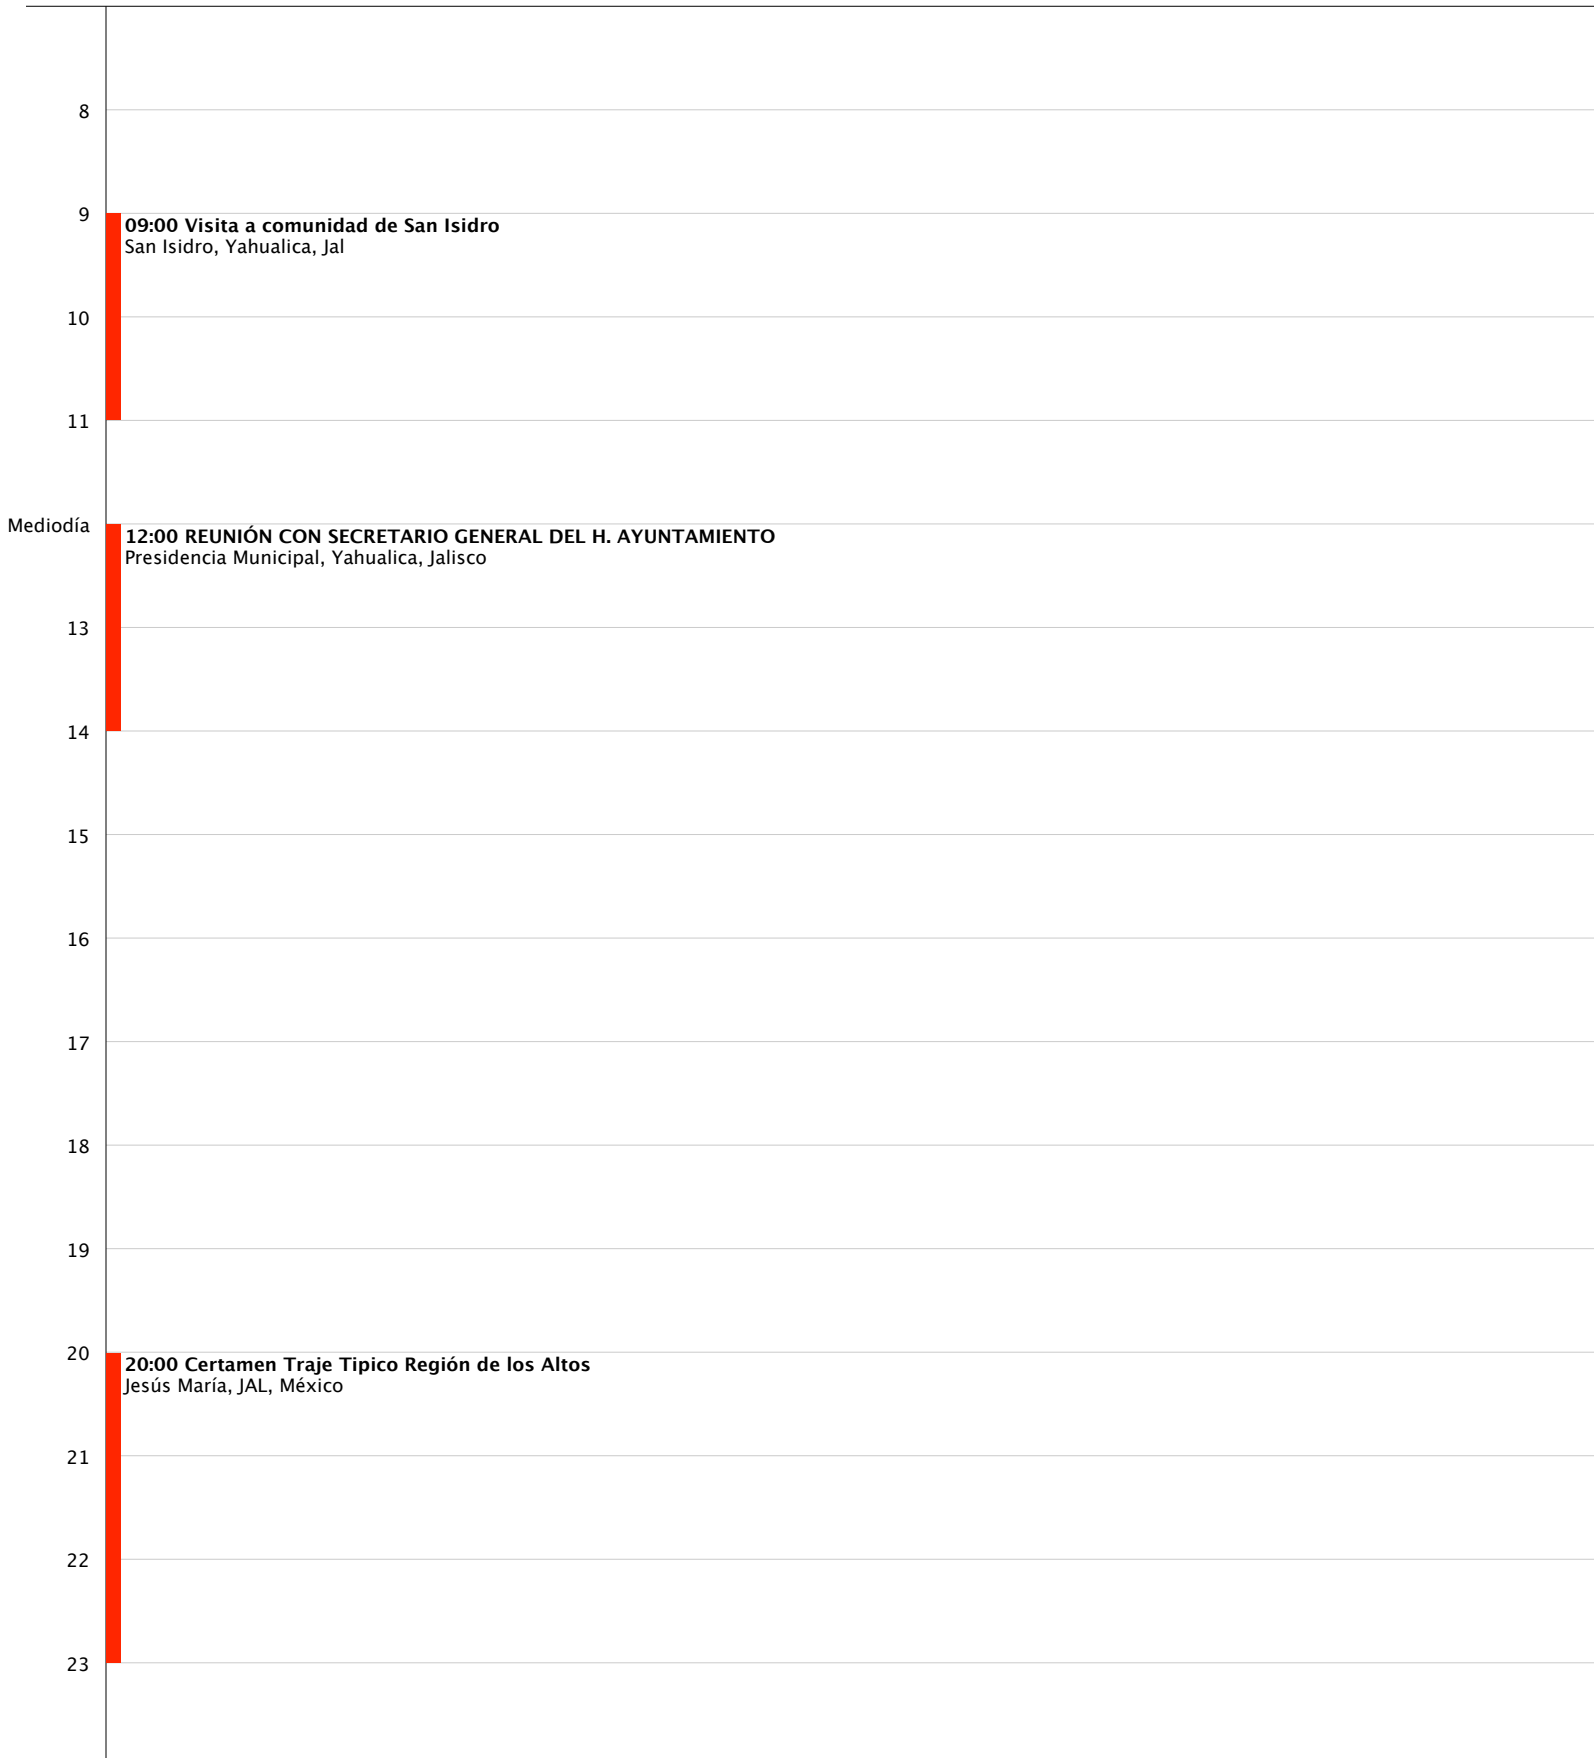 8
9
09:00 Visita a comunidad de San Isidro
San Isidro, Yahualica, Jal
10
11
Mediodía
12:00 REUNIÓN CON SECRETARIO GENERAL DEL H. AYUNTAMIENTO
Presidencia Municipal, Yahualica, Jalisco
13
14
15
16
17
18
19
20
20:00 Certamen Traje Tipico Región de los Altos
Jesús María, JAL, México
21
22
23